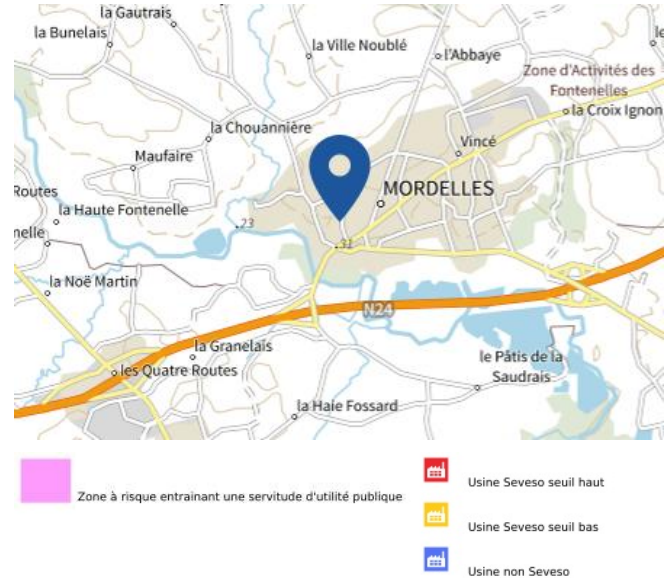 la Gautrais
la Bunelais
la Ville Noublé
l'Abbaye
Zone d'Activités des
Fontenelles
la Croix Ignon
la Chouannière
Vincé
Maufaire
MORDELLES
Routes
la Haute Fontenelle
23
nelle
31
la Noë Martin
N24
la Granelais
les Quatre Routes
le Pâtis de la
Saudrais
la Haie Fossard
Zone à risque entrainant une servitude d'utilité publique
Usine Seveso seuil haut
Usine Seveso seuil bas
Usine non Seveso